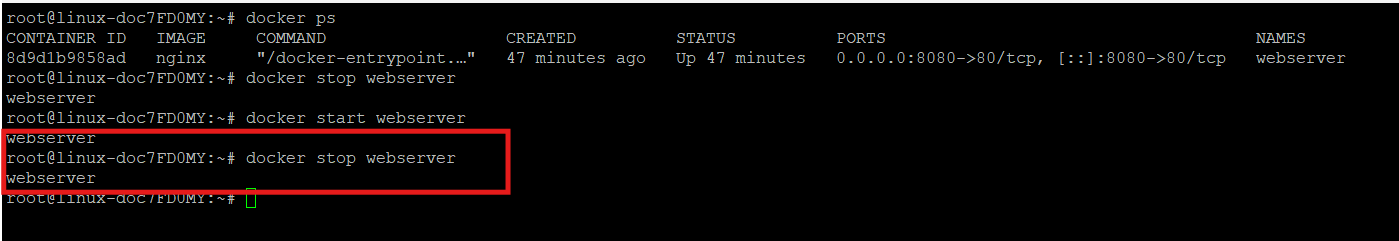 root@linux-doc7FD0MY:~# docker ps
CONTAINER ID   IMAGE     COMMAND                  CREATED          STATUS          PORTS                                     NAMES
8d9d1b9858ad   nginx     "/docker-entrypoint.…"   47 minutes ago   Up 47 minutes   0.0.0.0:8080->80/tcp, [::]:8080->80/tcp   webserver
root@linux-doc7FD0MY:~# docker stop webserver
webserver
root@linux-doc7FD0MY:~# docker start webserver
webserver
root@linux-doc7FD0MY:~# docker stop webserver
webserver
root@linux-doc7FD0MY:~#